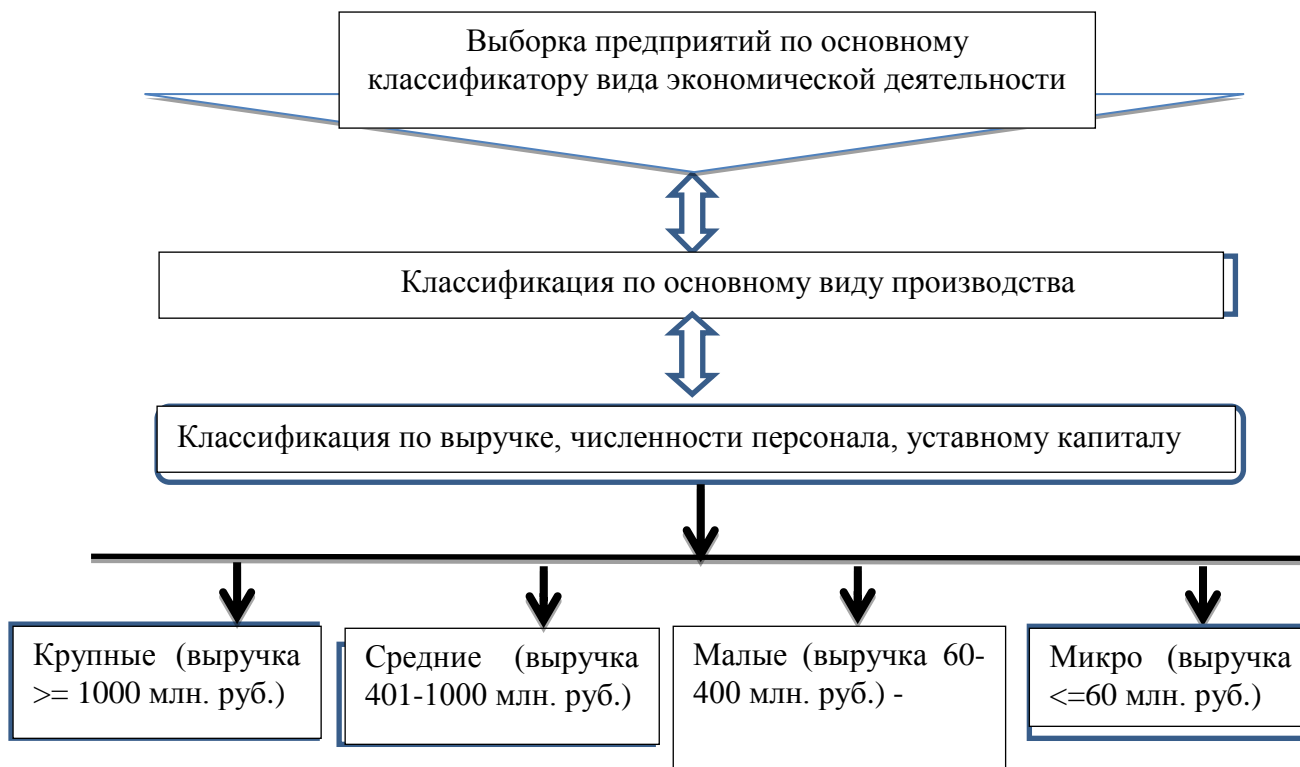 Выборка предприятий по основному
классификатору вида экономической деятельности
Классификация по основному виду производства
Классификация по выручке, численности персонала, уставному капиталу
Крупные (выручка
>= 1000 млн. руб.)
Средние (выручка
401-1000 млн. руб.)
Малые (выручка 60-
400 млн. руб.) -
Микро (выручка
<=60 млн. руб.)